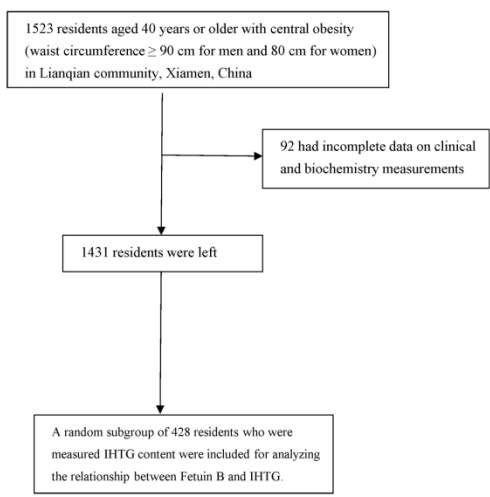 1523 residents aged 40 years or older with central obesity
(waist circumference ≥ 90 cm for men and 80 cm for women)
in Lianqian community, Xiamen, China
92 had incomplete data on clinical
and biochemistry measurements
1431 residents were left
A random subgroup of 428 residents who were
measured IHTG content were included for analyzing
the relationship between Fetuin B and IHTG.